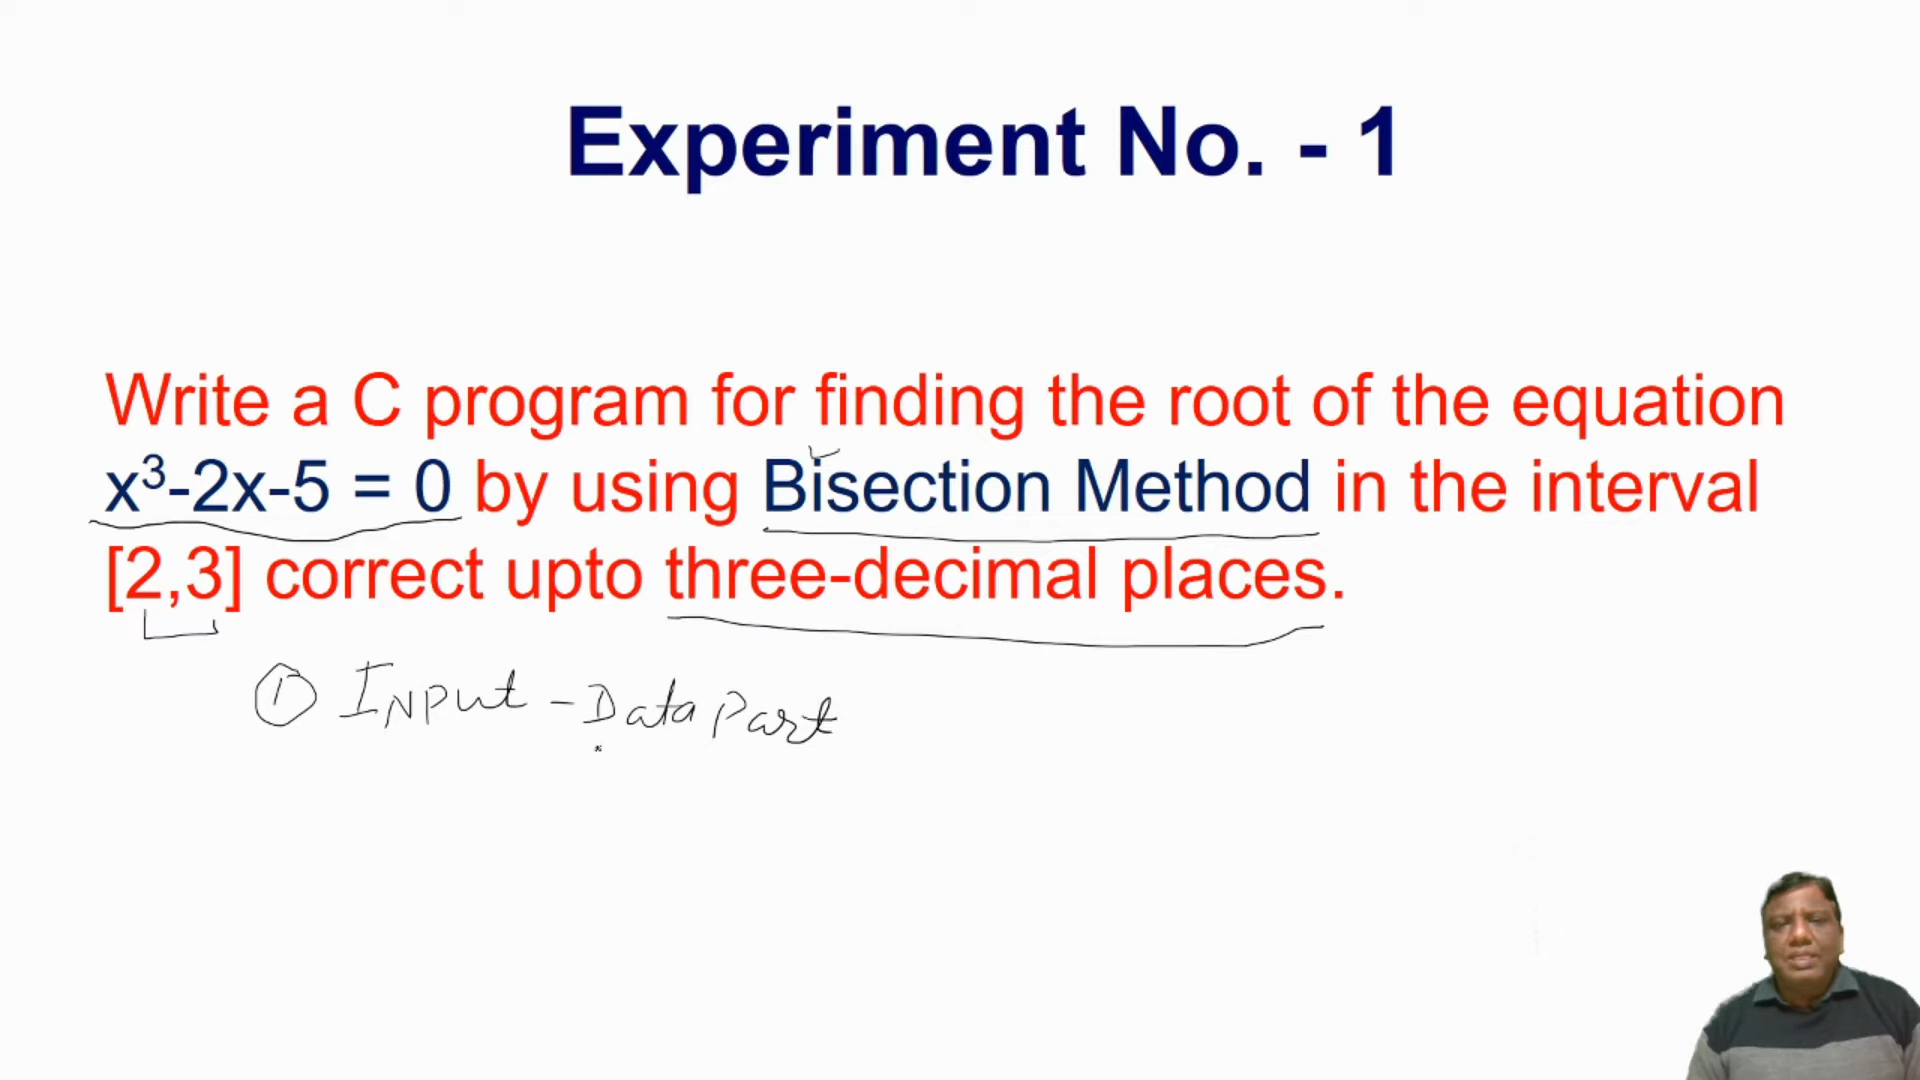 Experiment No. - 1
Write a C program for finding the root of the equation
x³-2x-5 = 0 by using Bisection Method in the interval
[2,3] correct upto three-decimal places.
① INPut - Data Part